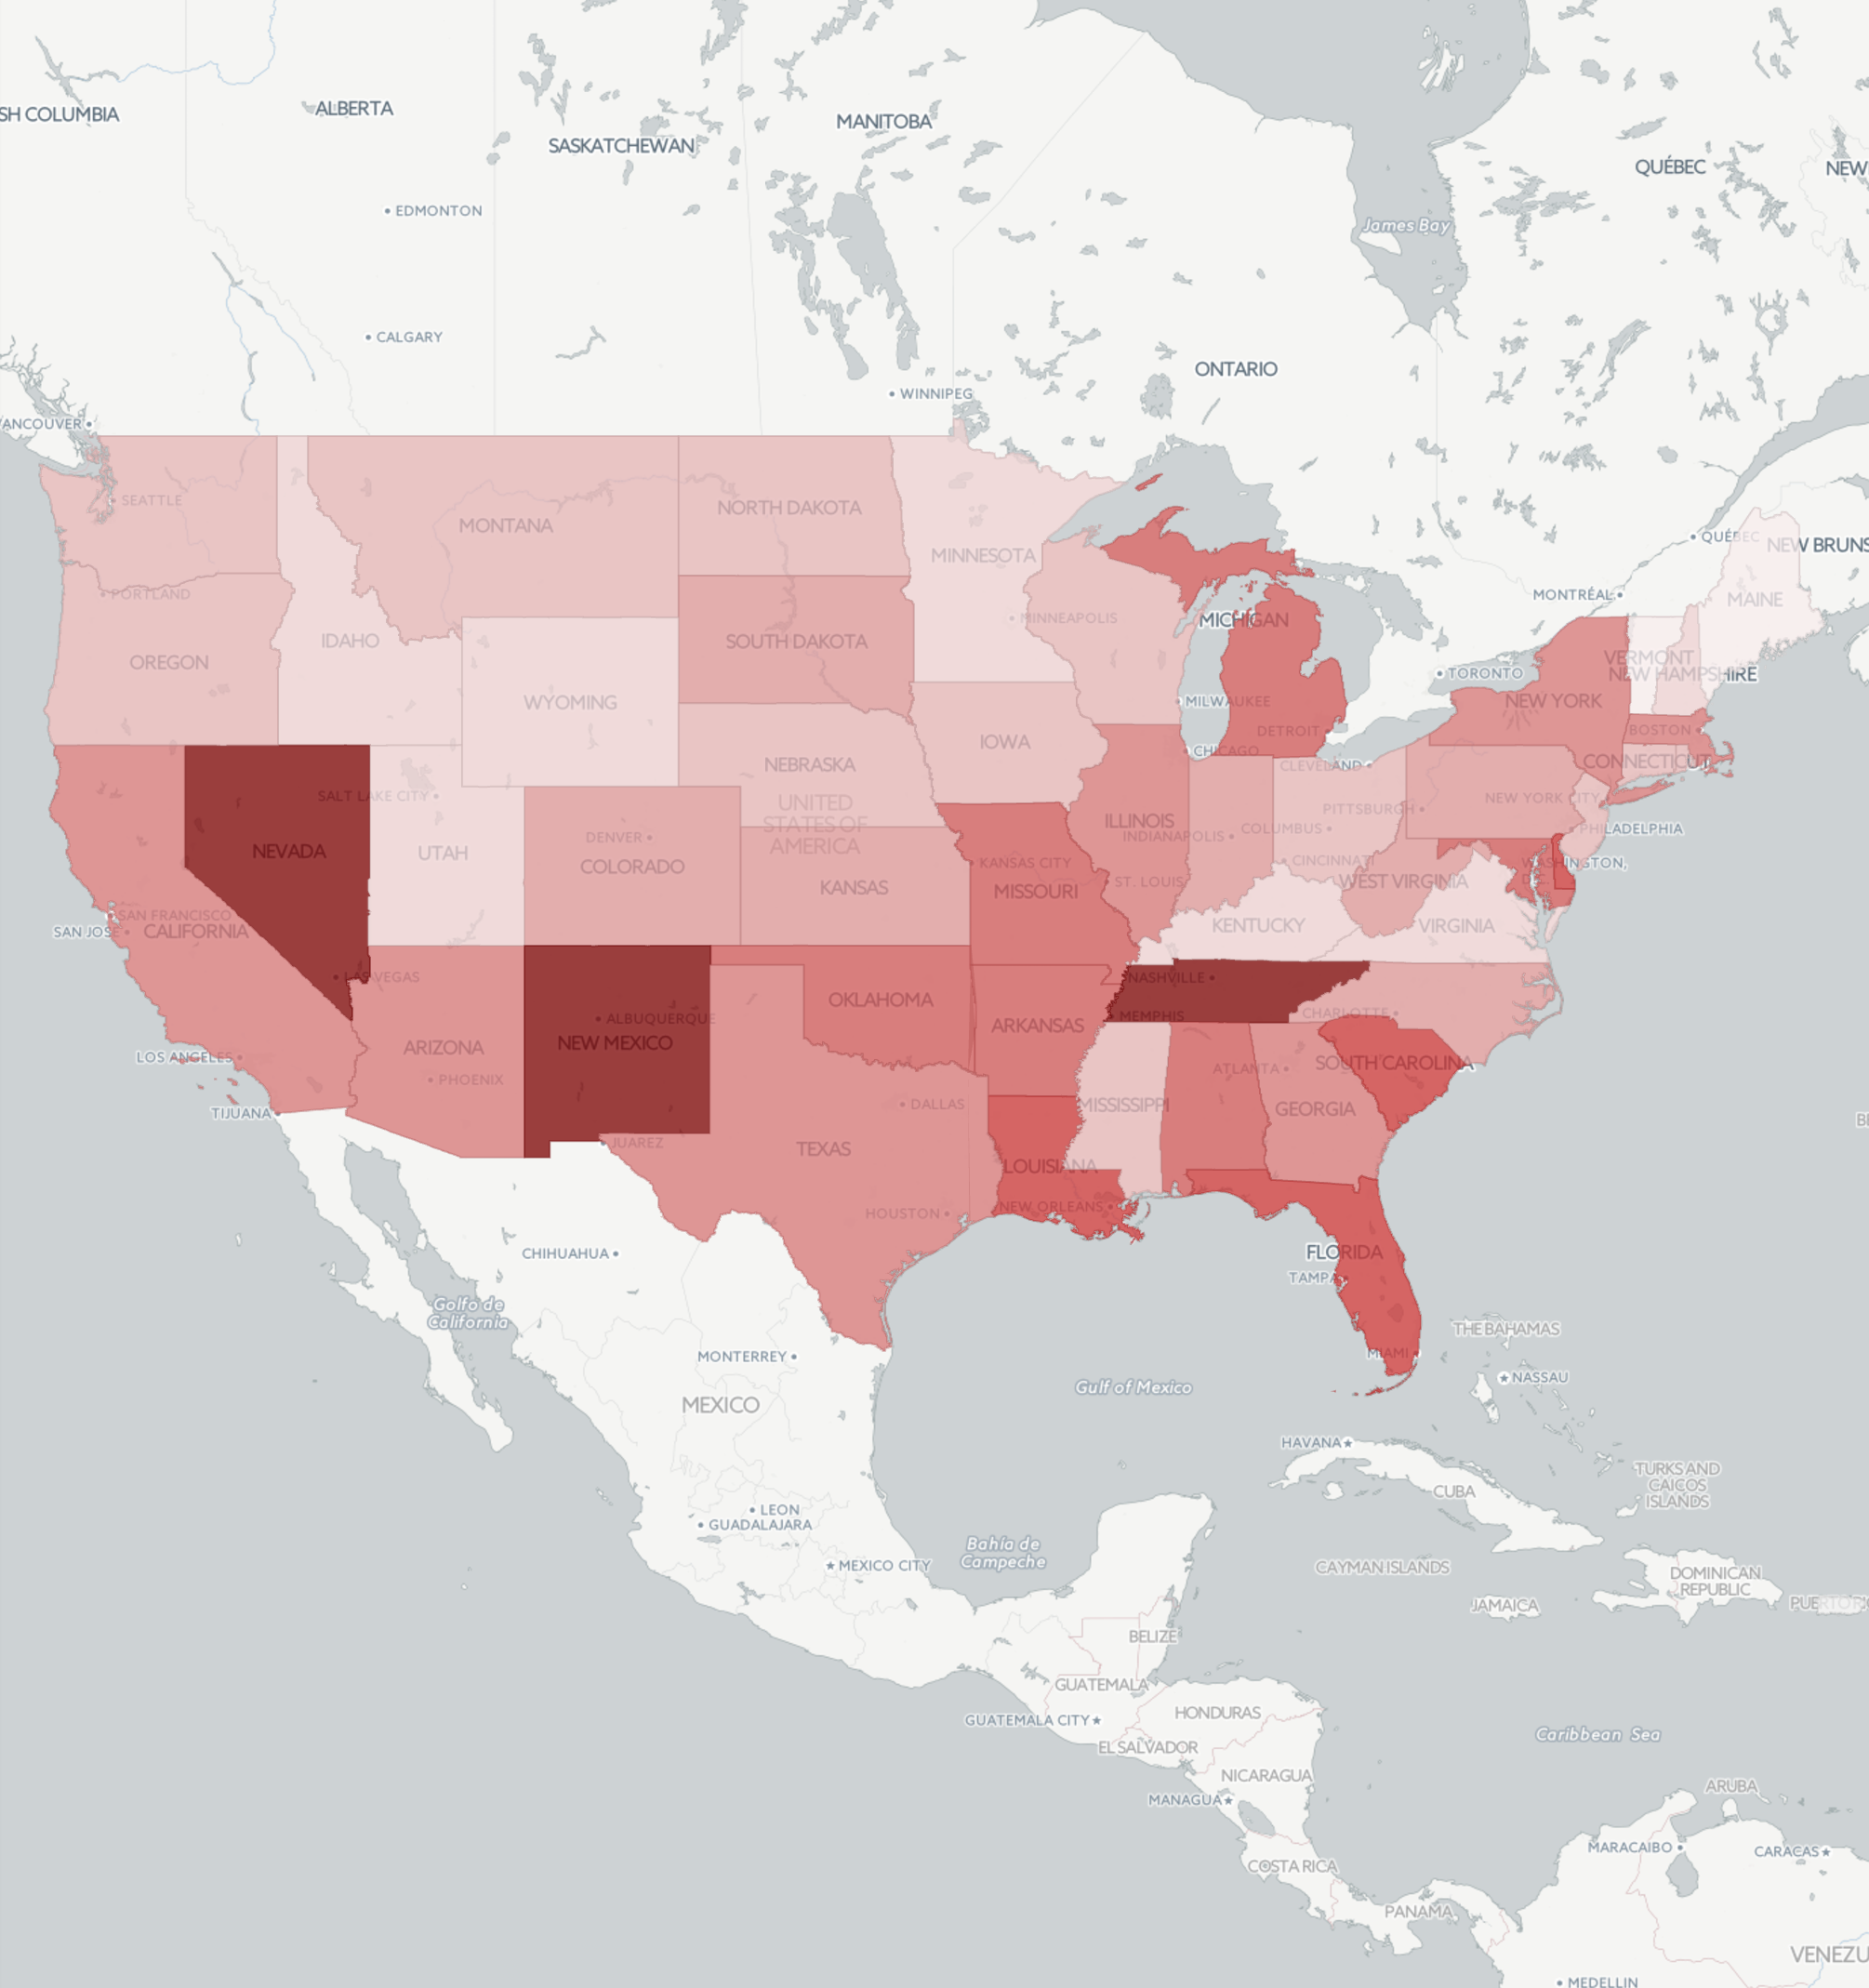 SH COLUMBIA
ALBERTA
SASKATCHEWAN
MANITOBA
QUÉBEC
NEW
EDMONTON
James Bay
CALGARY
ONTARIO
WINNIPEG
VANCOUVER
SEATTLE
MONTANA
NORTH DAKOTA
MINNESOTA
QUÉBEC
NEW BRUNS
PORTLAND
MONTRÉAL
MAINE
MINNEAPOLIS
MICHIGAN
IDAHO
SOUTH DAKOTA
OREGON
VERMONT
NEW HAMPSHIRE
TORONTO
WYOMING
MILWAUKEE
NEW YORK
DETROIT
BOSTON
IOWA
CHICAGO
NEBRASKA
CLEVELAND
CONNECTICUT
SALT LAKE CITY
UNITED
STATES OF
AMERICA
PITTSBURGH
NEW YORK CITY
ILLINOIS
INDIANAPOLIS
COLUMBUS
PHILADELPHIA
DENVER
NEVADA
UTAH
COLORADO
KANSAS CITY
CINCINNATI
WASHINGTON,
KANSAS
MISSOURI
ST. LOUIS
WEST VIRGINIA
SAN FRANCISCO
SAN JOSE
CALIFORNIA
KENTUCKY
VIRGINIA
LAS VEGAS
NASHVILLE
OKLAHOMA
ALBUQUERQUE
ARKANSAS
MEMPHIS
CHARLOTTE
NEW MEXICO
ARIZONA
LOS ANGELES
PHOENIX
ATLANTA
SOUTH CAROLINA
TIJUANA
DALLAS
MISSISSIPPI
GEORGIA
JUAREZ
TEXAS
LOUISIANA
HOUSTON
NEW ORLEANS
CHIHUAHUA
FLORIDA
TAMPA
Golfo de
California
THE BAHAMAS
MONTERREY
MIAMI
NASSAU
Gulf of Mexico
MEXICO
HAVANA
TURKS AND
CAICOS
ISLANDS
CUBA
LEON
GUADALAJARA
Bahía de
Campeche
MEXICO CITY
CAYMAN ISLANDS
DOMINICAN
REPUBLIC
JAMAICA
PUERTO RIC
BELIZE
GUATEMALA
HONDURAS
GUATEMALA CITY
Caribbean Sea
EL SALVADOR
NICARAGUA
ARUBA
MANAGUA
MARACAIBO
CARACAS
COSTA RICA
PANAMA
VENEZU
MEDELLIN
BE